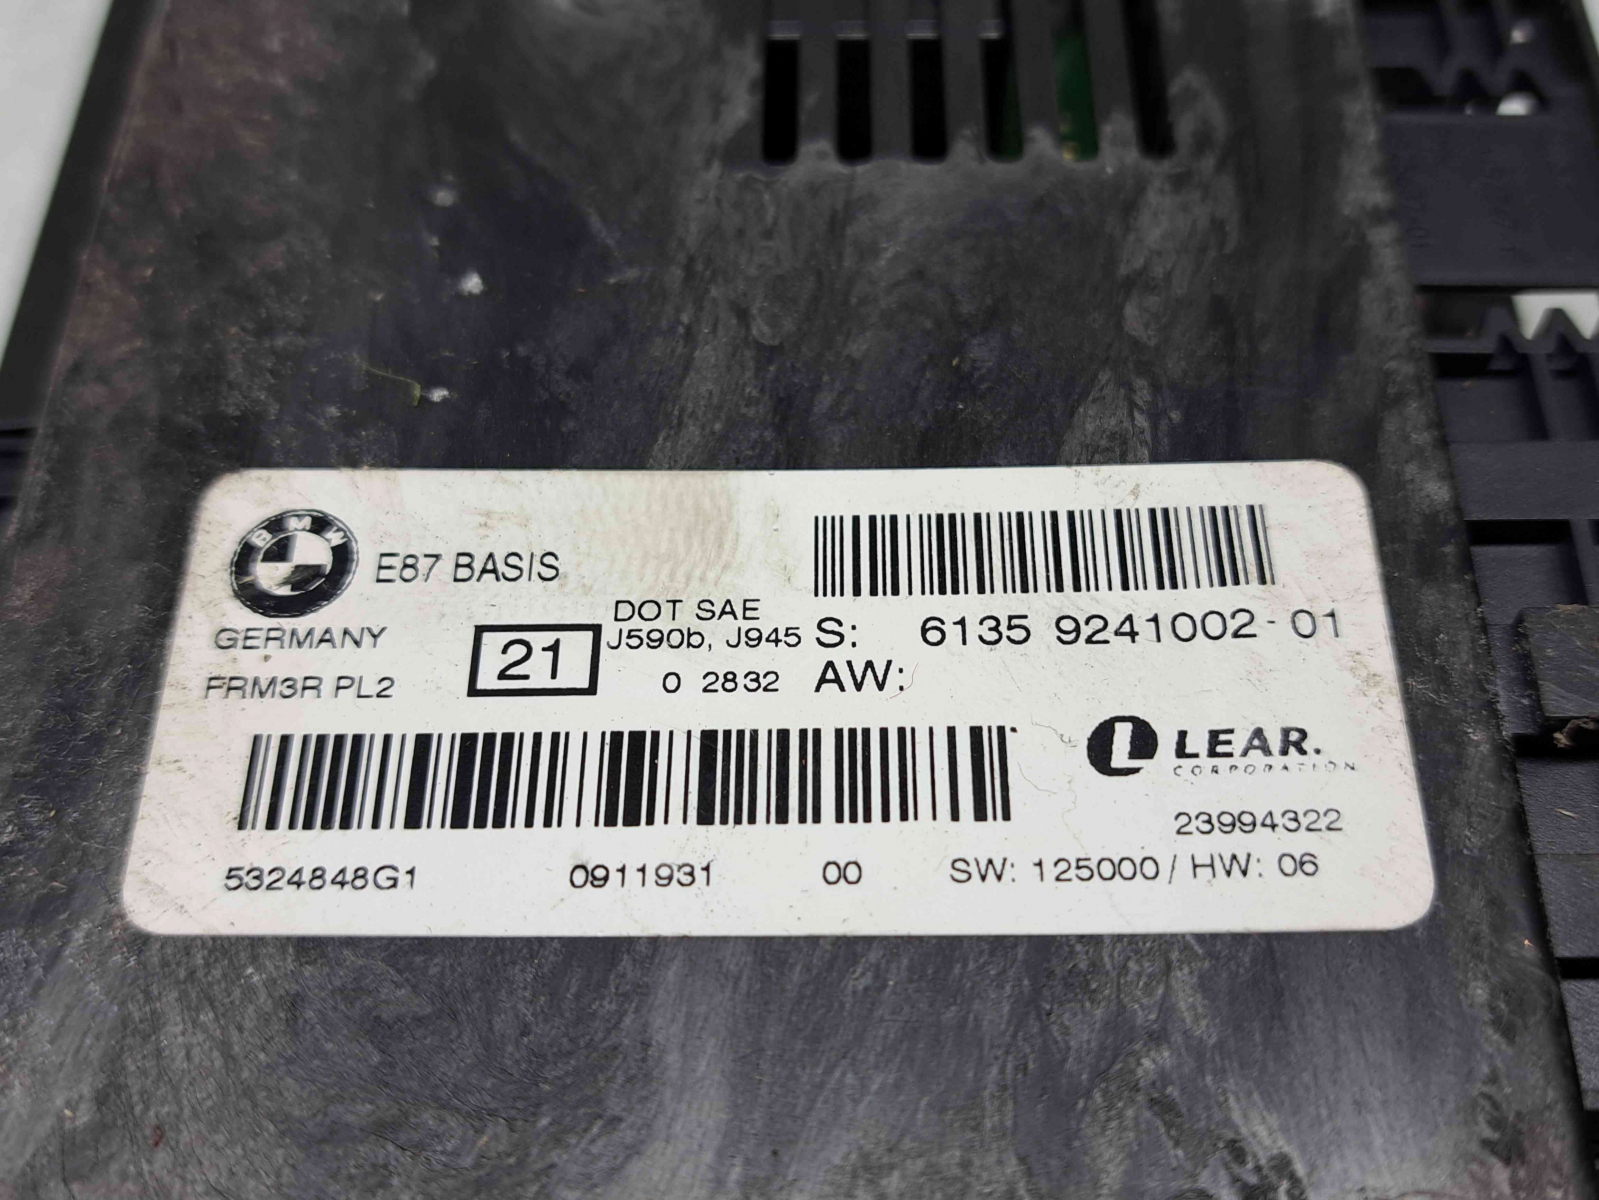 BMW
E87 BASIS
GERMANY
FRM3R PL2
21
DOT SAE
J590b, J945
0 2832
S: 6135 9241002-01
AW:
LEAR.
CORPORATION
23994322
5324848G1 0911931 00 SW: 125000 / HW: 06